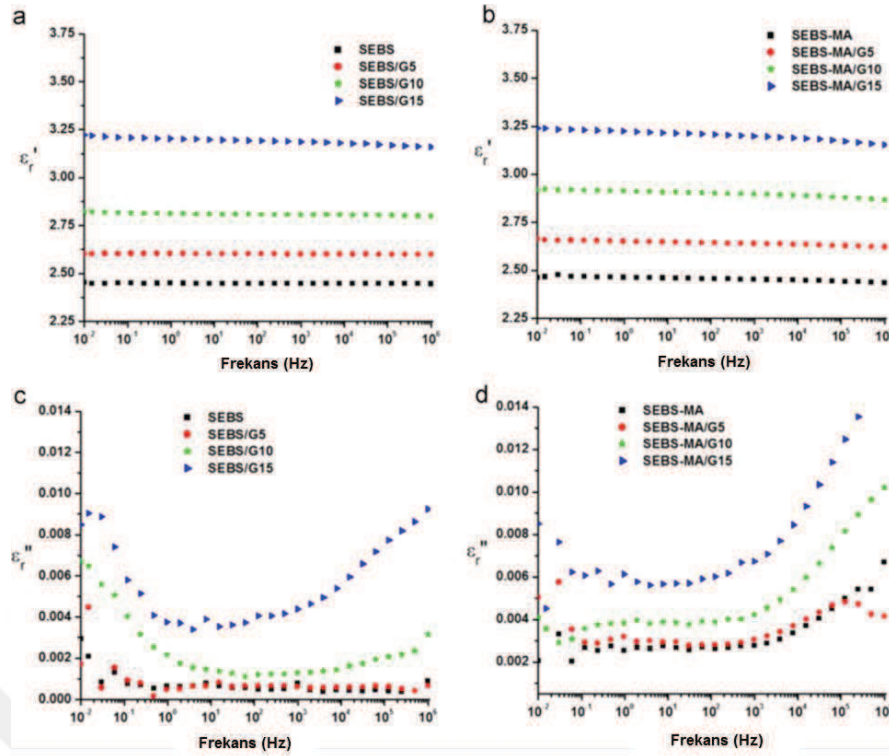 a
3.75
3.50
3.25
3.00
2.75
2.50
2.25
εr'
SEBS
SEBS/G5
SEBS/G10
SEBS/G15
10⁻² 10⁻¹ 10⁰ 10¹ 10² 10³ 10⁴ 10⁵ 10⁶
Frekans (Hz)
b
3.75
3.50
3.25
3.00
2.75
2.50
2.25
εr'
SEBS-MA
SEBS-MA/G5
SEBS-MA/G10
SEBS-MA/G15
10⁻² 10⁻¹ 10⁰ 10¹ 10² 10³ 10⁴ 10⁵ 10⁶
Frekans (Hz)
c
0.014
0.012
0.010
0.008
0.006
0.004
0.002
0.000
εr''
SEBS
SEBS/G5
SEBS/G10
SEBS/G15
10⁻² 10⁻¹ 10⁰ 10¹ 10² 10³ 10⁴ 10⁵ 10⁶
Frekans (Hz)
d
0.014
0.012
0.010
0.008
0.006
0.004
0.002
εr''
SEBS-MA
SEBS-MA/G5
SEBS-MA/G10
SEBS-MA/G15
10⁻² 10⁻¹ 10⁰ 10¹ 10² 10³ 10⁴ 10⁵ 10⁶
Frekans (Hz)